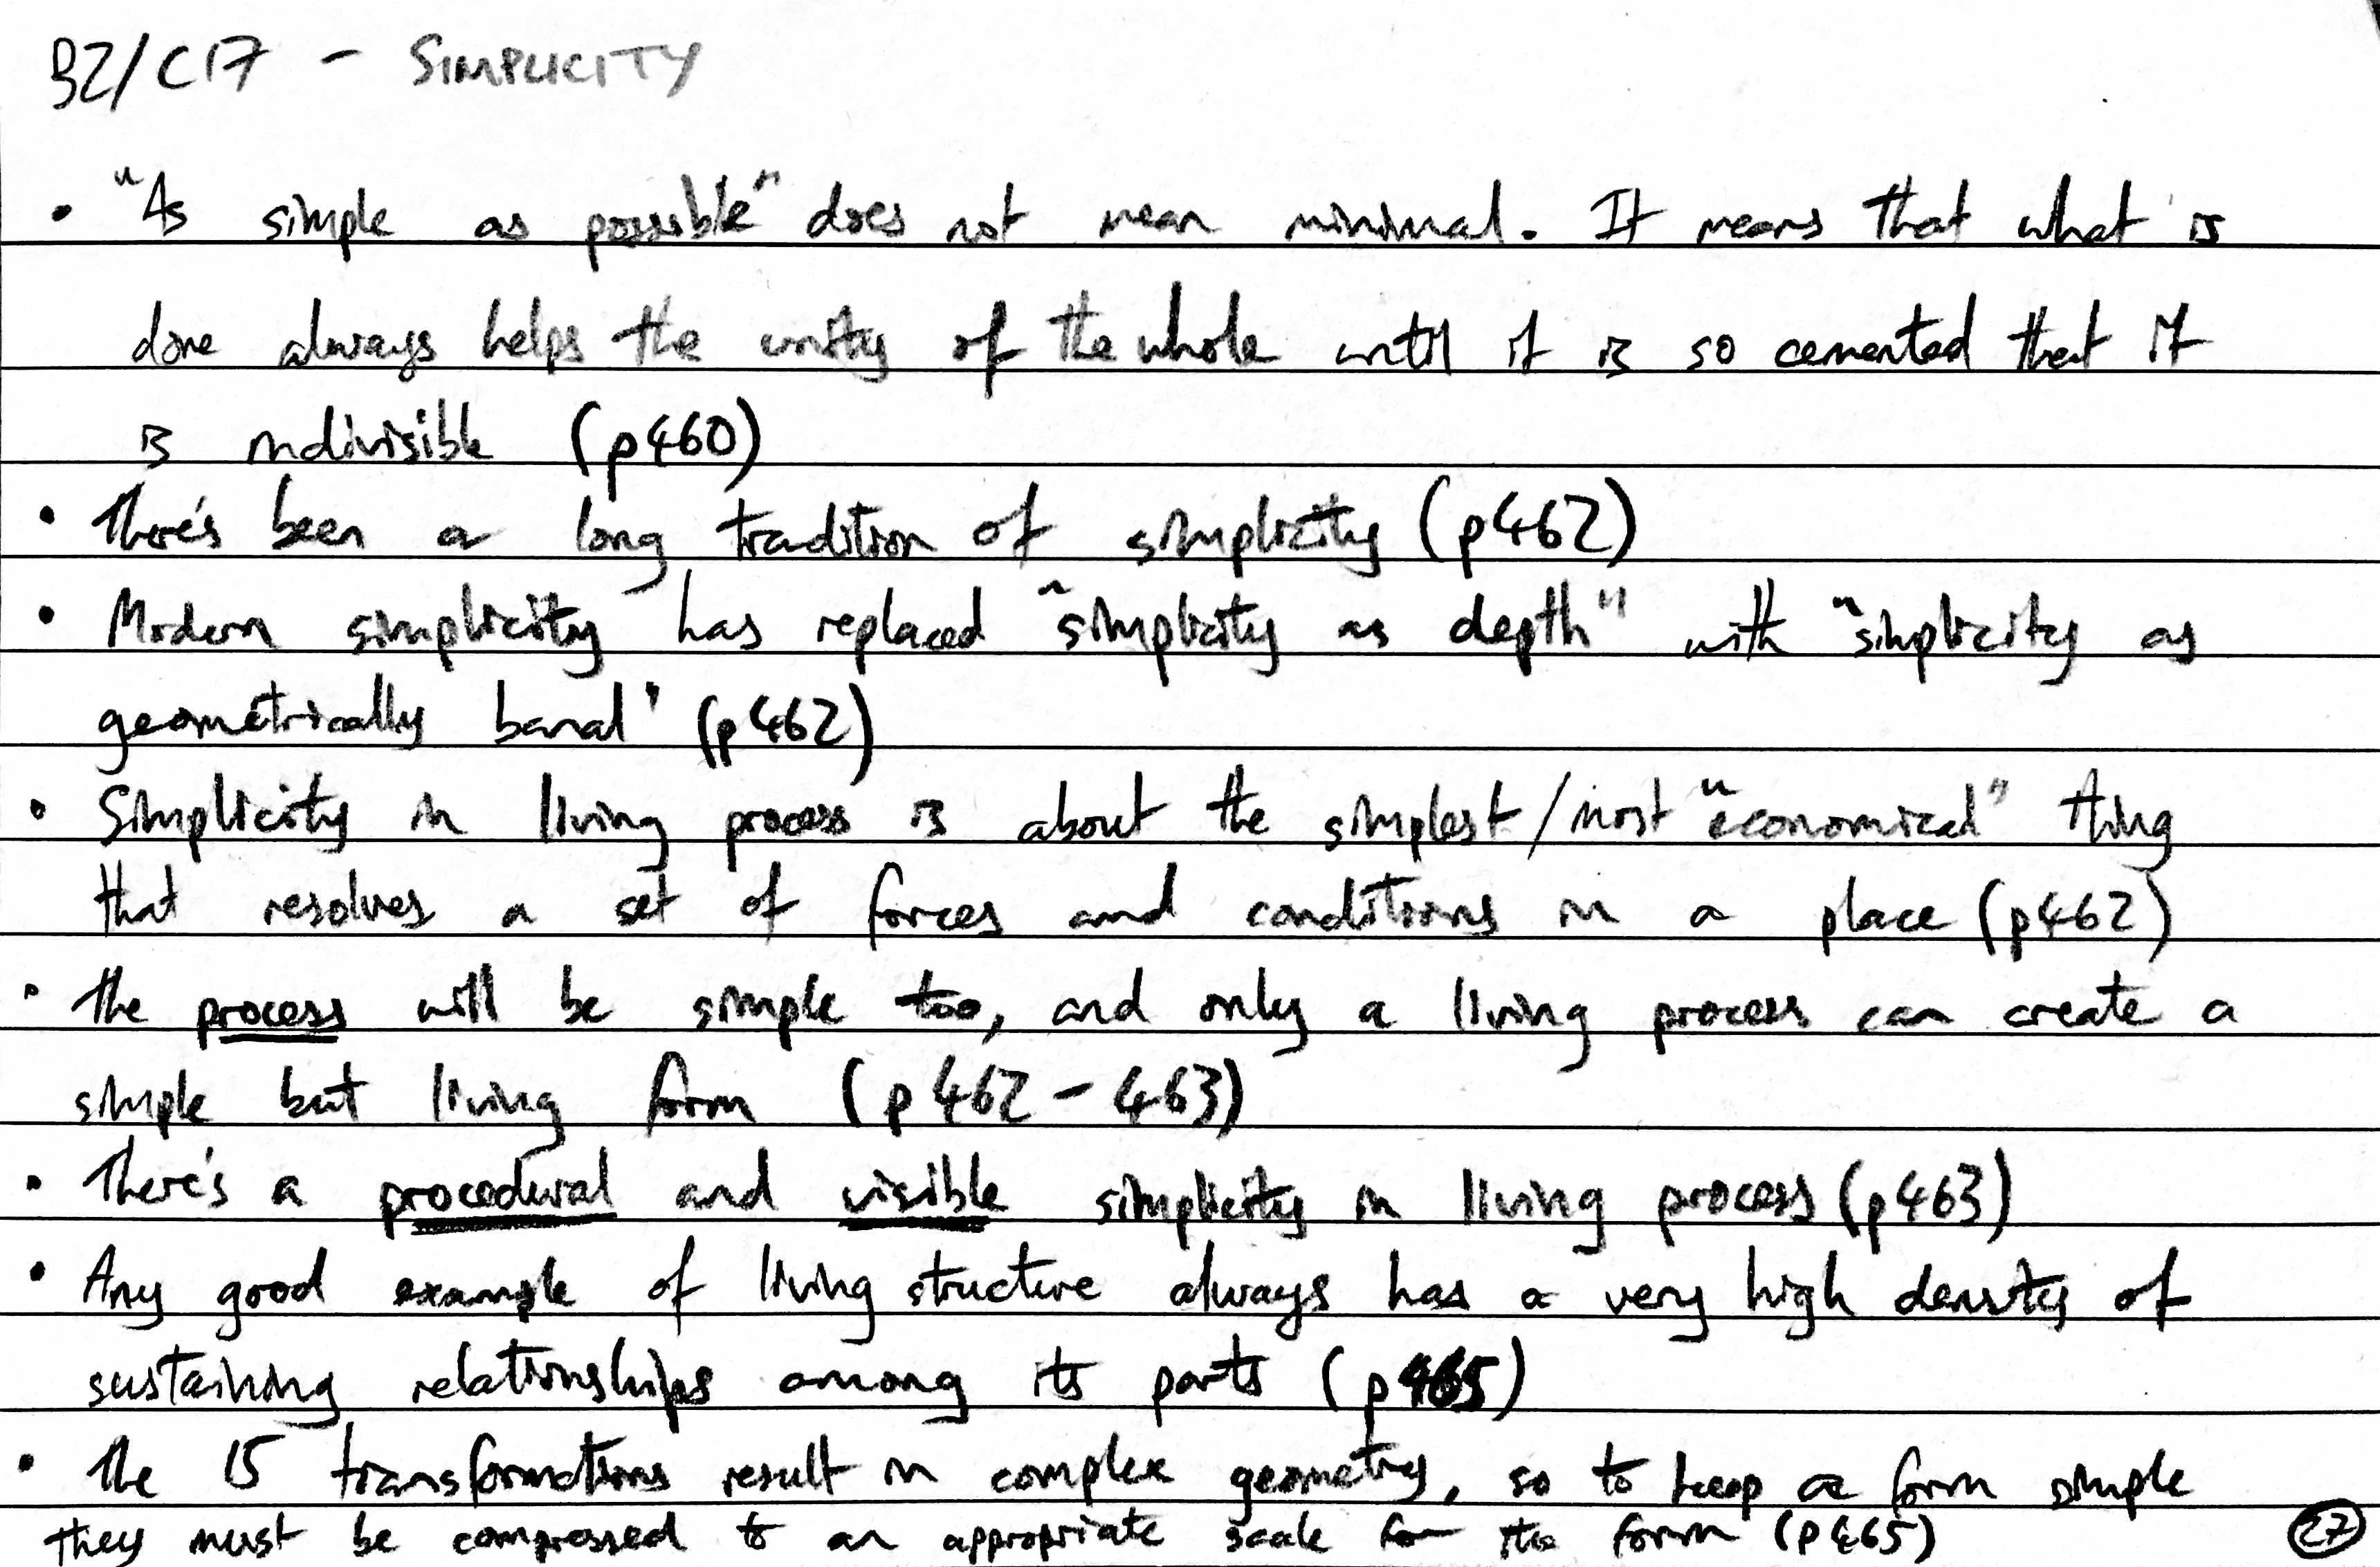 B2/C17 - SIMPLICITY
• "As simple as possible" does not mean minimal. It means that what is
done always helps the unity of the whole until it is so cemented that it
is indivisible (p460)
• There's been a long tradition of simplicity (p462)
• Modern simplicity has replaced "simplicity as depth" with "simplicity as
geometrically banal" (p462)
• Simplicity in living process is about the simplest/most "economical" thing
that resolves a set of forces and conditions in a place (p462)
• The process will be simple too, and only a living process can create a
simple but living form (p462-463)
• There's a procedural and visible simplicity in living process (p463)
• Any good example of living structure always has a very high density of
sustaining relationships among its parts (p465)
• The 15 transformations result in complex geometry, so to keep a form simple
they must be compressed to an appropriate scale for the form (p465)
27